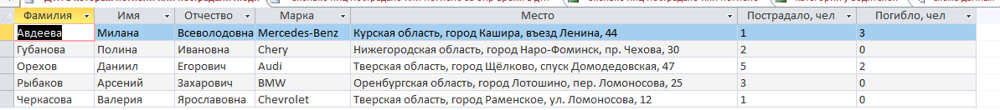 Фамилия Имя Отчество Марка Место Пострадало, чел Погибло, чел
Авдеева Милана Всеволодовна Mercedes-Benz Курская область, город Кашира, въезд Ленина, 44 1 3
Губанова Полина Ивановна Chery Нижегородская область, город Наро-Фоминск, пр. Чехова, 30 2 0
Орехов Даниил Егорович Audi Тверская область, город Щёлково, спуск Домодедовская, 47 5 2
Рыбаков Арсений Захарович BMW Оренбургская область, город Лотошино, пер. Ломоносова, 25 3 0
Черкасова Валерия Ярославовна Chevrolet Тверская область, город Раменское, ул. Ломоносова, 12 1 0